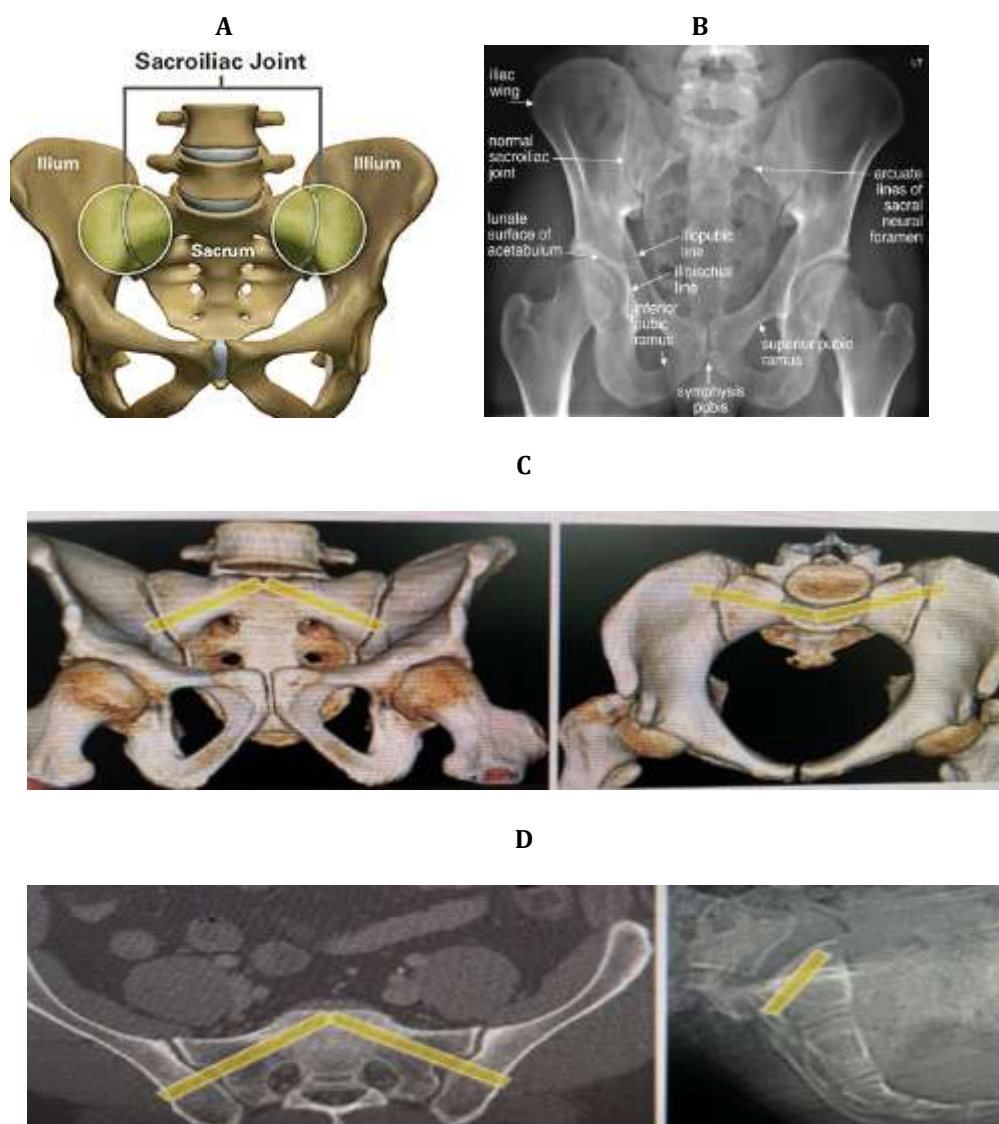 A
Sacroiliac Joint
Ilium
Illium
Sacrum
B
LT
iliac
wing
normal
sacroiliac
joint
lunate
surface of
acetabulum
iliopubic
line
ilioischial
line
inferior
pubic
ramus
symphysis
pubis
superior pubic
ramus
arcuate
lines of
sacral
neural
foramen
C
D